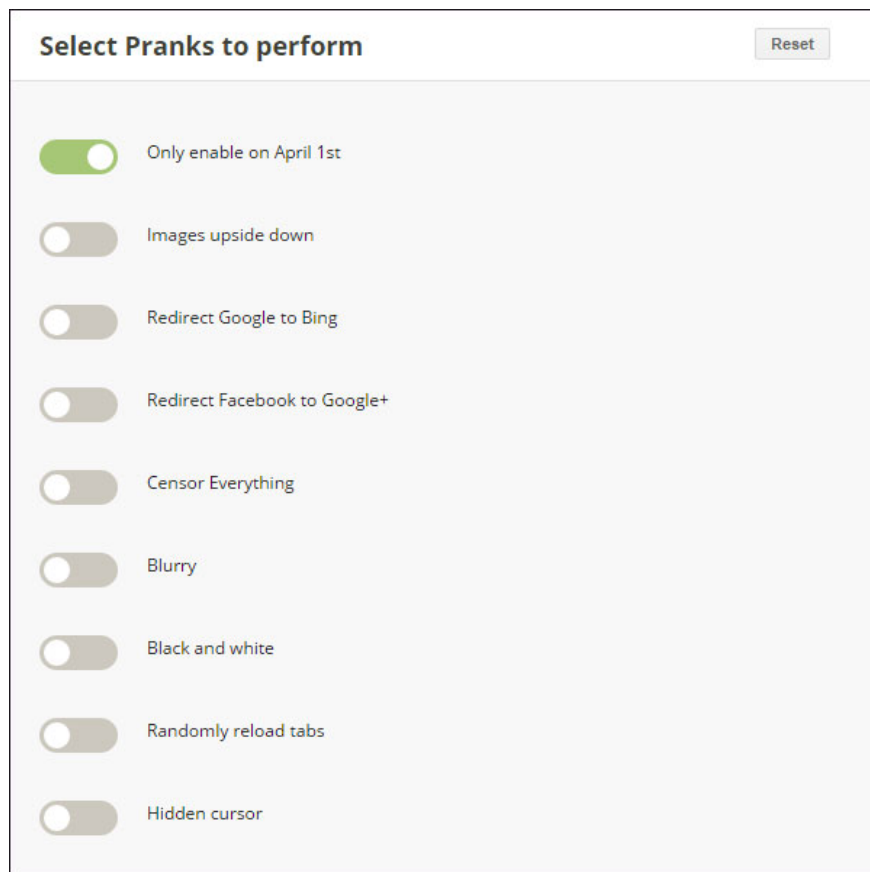 Select Pranks to perform
Reset
Only enable on April 1st
Images upside down
Redirect Google to Bing
Redirect Facebook to Google+
Censor Everything
Blurry
Black and white
Randomly reload tabs
Hidden cursor